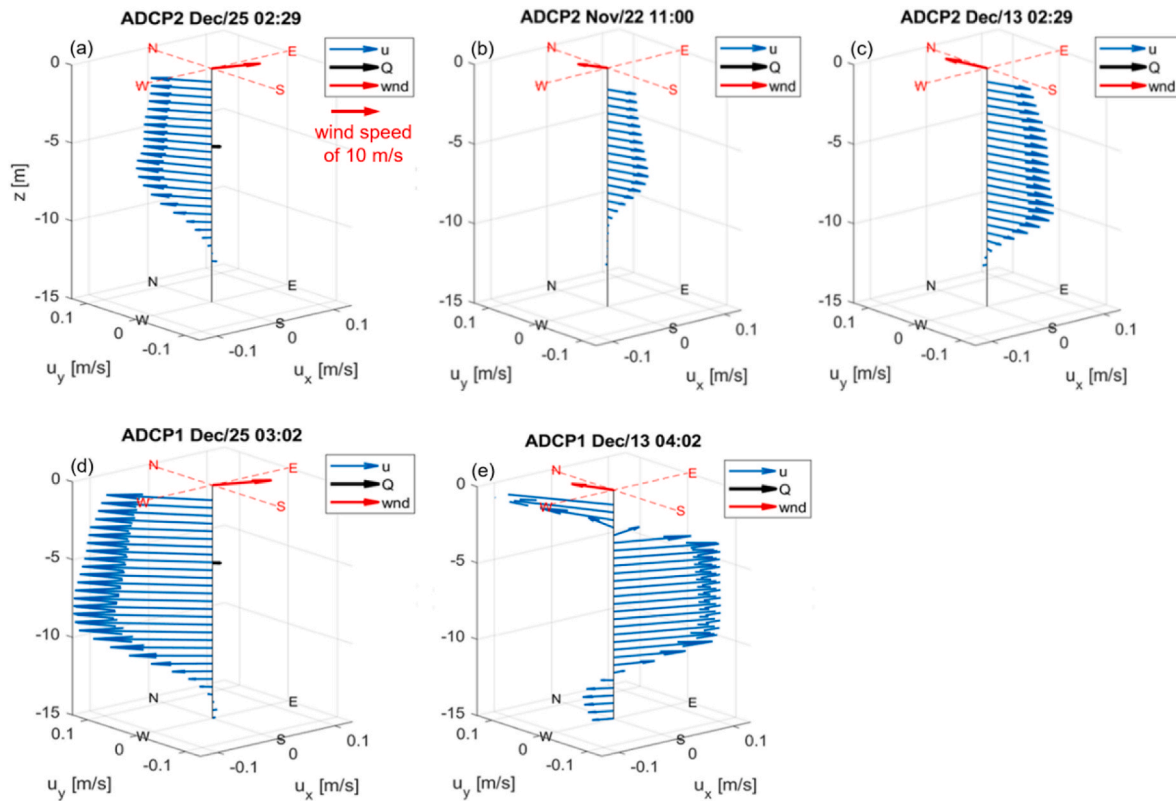 ADCP2 Dec/25 02:29
(a)
N
E
W
S
u
Q
wnd
wind speed
of 10 m/s
0
-5
-10
-15
z [m]
N
E
W
S
0.1
0
-0.1
u_y [m/s]
-0.1
0
0.1
u_x [m/s]
ADCP2 Nov/22 11:00
(b)
N
E
W
S
u
Q
wnd
0
-5
-10
-15
N
E
W
S
0.1
0
-0.1
u_y [m/s]
-0.1
0
0.1
u_x [m/s]
ADCP2 Dec/13 02:29
(c)
N
E
W
S
u
Q
wnd
0
-5
-10
-15
N
E
W
S
0.1
0
-0.1
u_y [m/s]
-0.1
0
0.1
u_x [m/s]
ADCP1 Dec/25 03:02
(d)
N
E
W
S
u
Q
wnd
0
-5
-10
-15
N
E
W
S
0.1
0
-0.1
u_y [m/s]
-0.1
0
0.1
u_x [m/s]
ADCP1 Dec/13 04:02
(e)
N
E
W
S
u
Q
wnd
0
-5
-10
-15
N
E
W
S
0.1
0
-0.1
u_y [m/s]
-0.1
0
0.1
u_x [m/s]